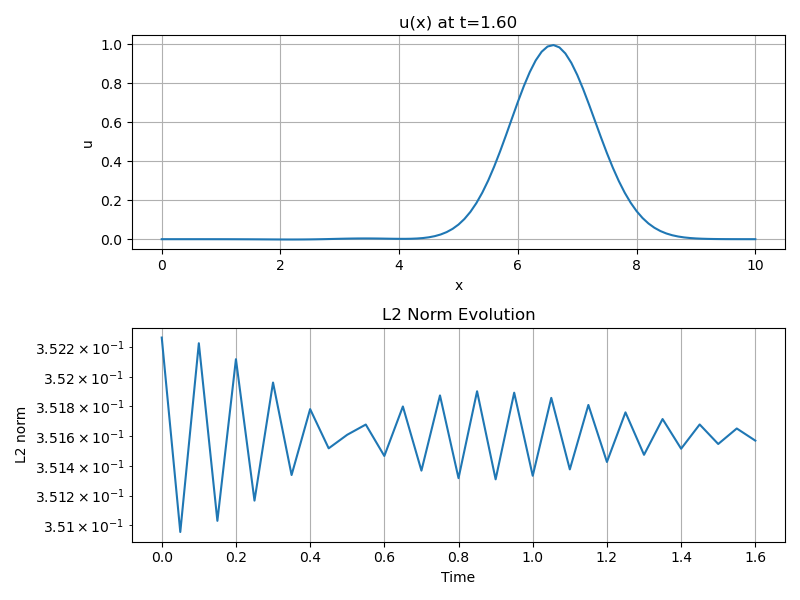 u(x) at t=1.60
1.0
0.8
0.6
0.4
0.2
0.0
u
0 2 4 6 8 10
x
L2 Norm Evolution
3.522 × 10⁻¹
3.52 × 10⁻¹
3.518 × 10⁻¹
3.516 × 10⁻¹
3.514 × 10⁻¹
3.512 × 10⁻¹
3.51 × 10⁻¹
L2 norm
0.0 0.2 0.4 0.6 0.8 1.0 1.2 1.4 1.6
Time